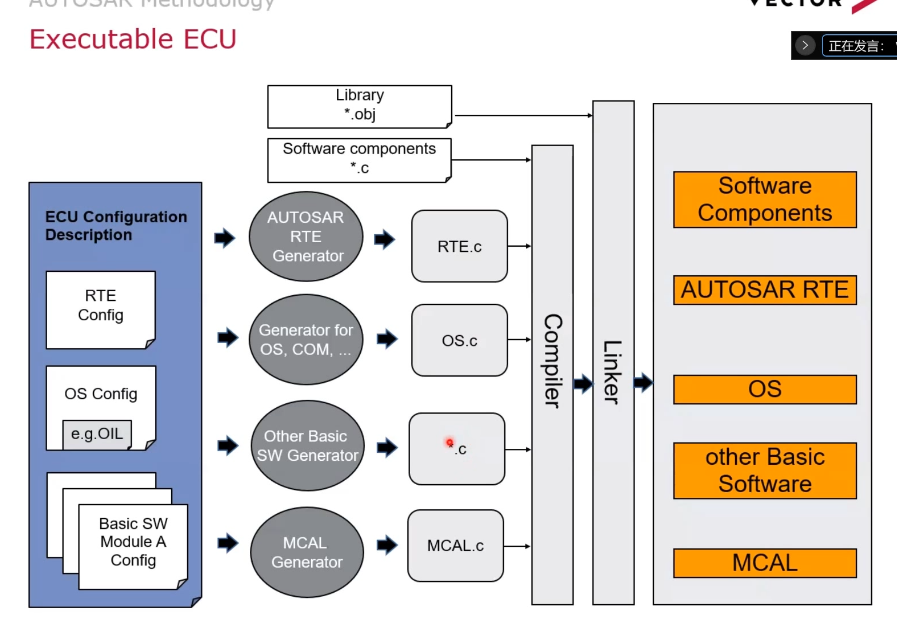 AUTOSAR Methodology
VECTOR
Executable ECU
正在发言：
Library
*.obj
Software components
*.c
ECU Configuration
Description
RTE
Config
OS Config
e.g.OIL
Basic SW
Module A
Config
AUTOSAR
RTE
Generator
Generator for
OS, COM, ...
Other Basic
SW Generator
MCAL
Generator
RTE.c
OS.c
*.c
MCAL.c
Compiler
Linker
Software
Components
AUTOSAR RTE
OS
other Basic
Software
MCAL